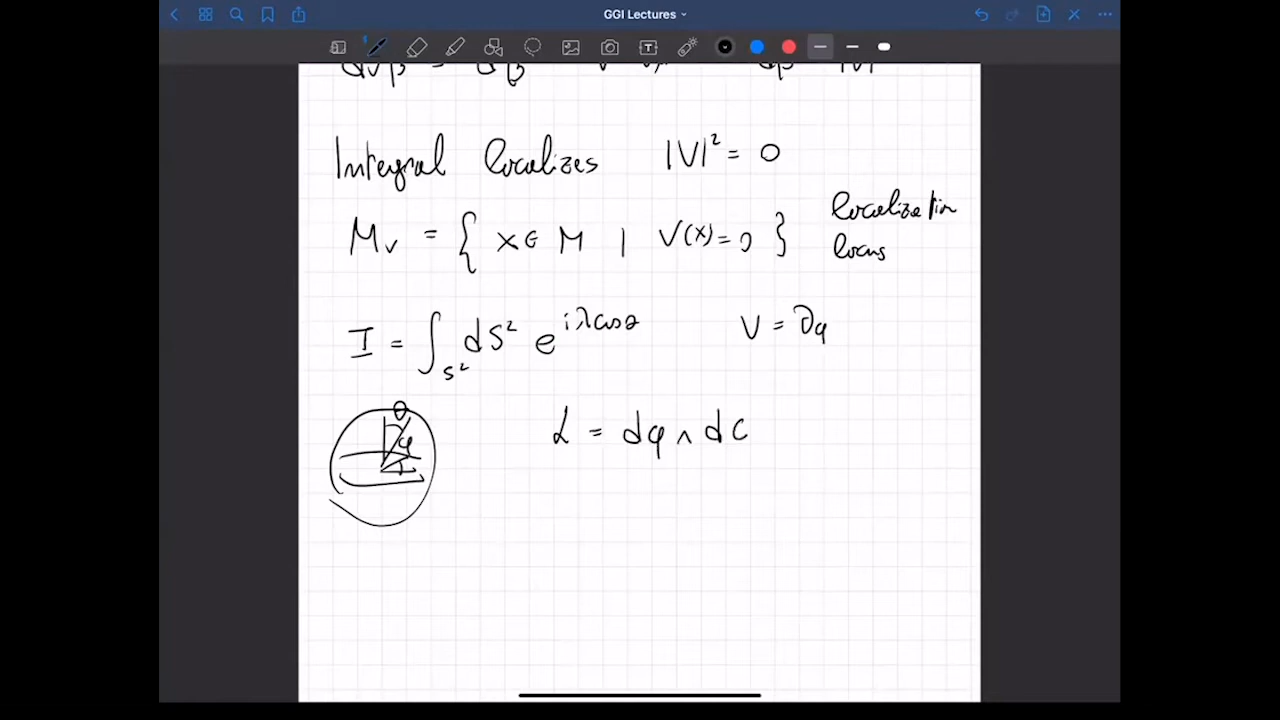 GGI Lectures
Integral localizes |V|² = 0
M_V = { x ∈ M | V(x) = 0 } localization locus
I = ∫_{S²} dS² e^{iλcosθ} V = ∂φ
θ
φ
α = dφ ∧ dC